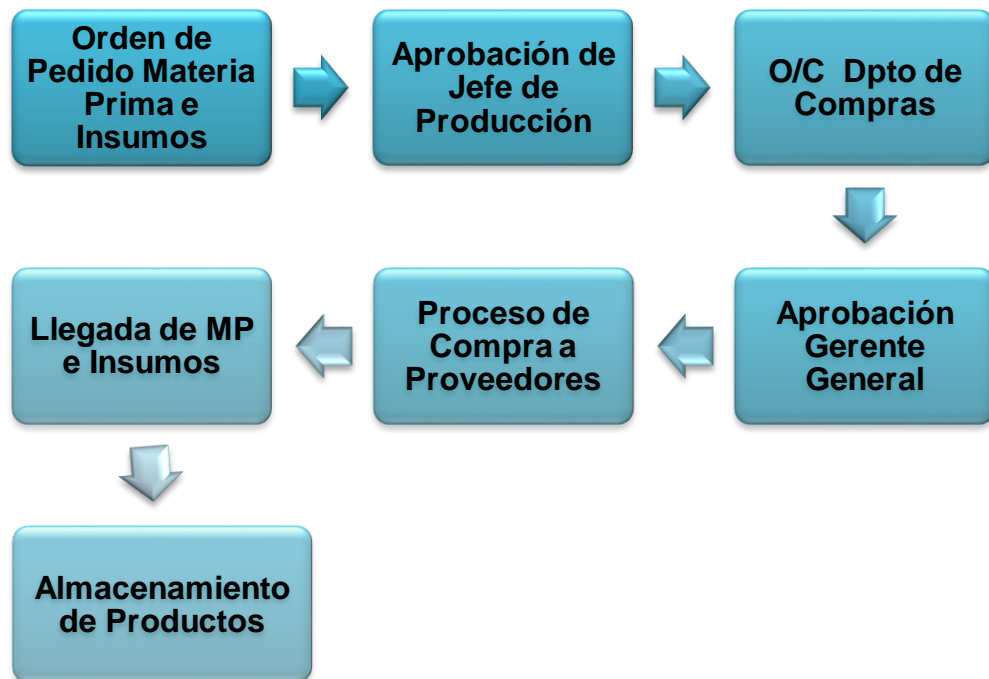 Orden de
Pedido Materia
Prima e
Insumos
Aprobación de
Jefe de
Producción
O/C Dpto de
Compras
Aprobación
Gerente
General
Proceso de
Compra a
Proveedores
Llegada de MP
e Insumos
Almacenamiento
de Productos